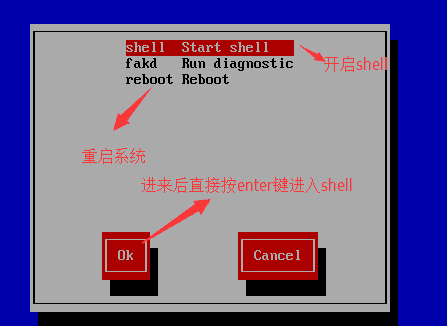 shell Start shell
fakd Run diagnostic
reboot Reboot
开启shell
重启系统
进来后直接按enter键进入shell
Ok
Cancel